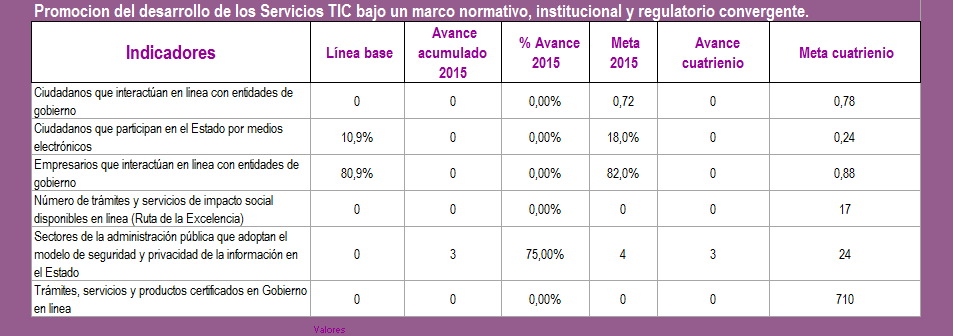 Promocion del desarrollo de los Servicios TIC bajo un marco normativo, institucional y regulatorio convergente.
Indicadores Línea base Avance acumulado 2015 % Avance 2015 Meta 2015 Avance cuatrienio Meta cuatrienio
Ciudadanos que interactúan en línea con entidades de
gobierno 0 0 0,00% 0,72 0 0,78
Ciudadanos que participan en el Estado por medios
electrónicos 10,9% 0 0,00% 18,0% 0 0,24
Empresarios que interactúan en línea con entidades de
gobierno 80,9% 0 0,00% 82,0% 0 0,88
Número de trámites y servicios de impacto social
disponibles en línea (Ruta de la Excelencia) 0 0 0,00% 0 0 17
Sectores de la administración pública que adoptan el
modelo de seguridad y privacidad de la información en
el Estado 0 3 75,00% 4 3 24
Trámites, servicios y productos certificados en Gobierno
en línea 0 0 0,00% 0 0 710
Valores